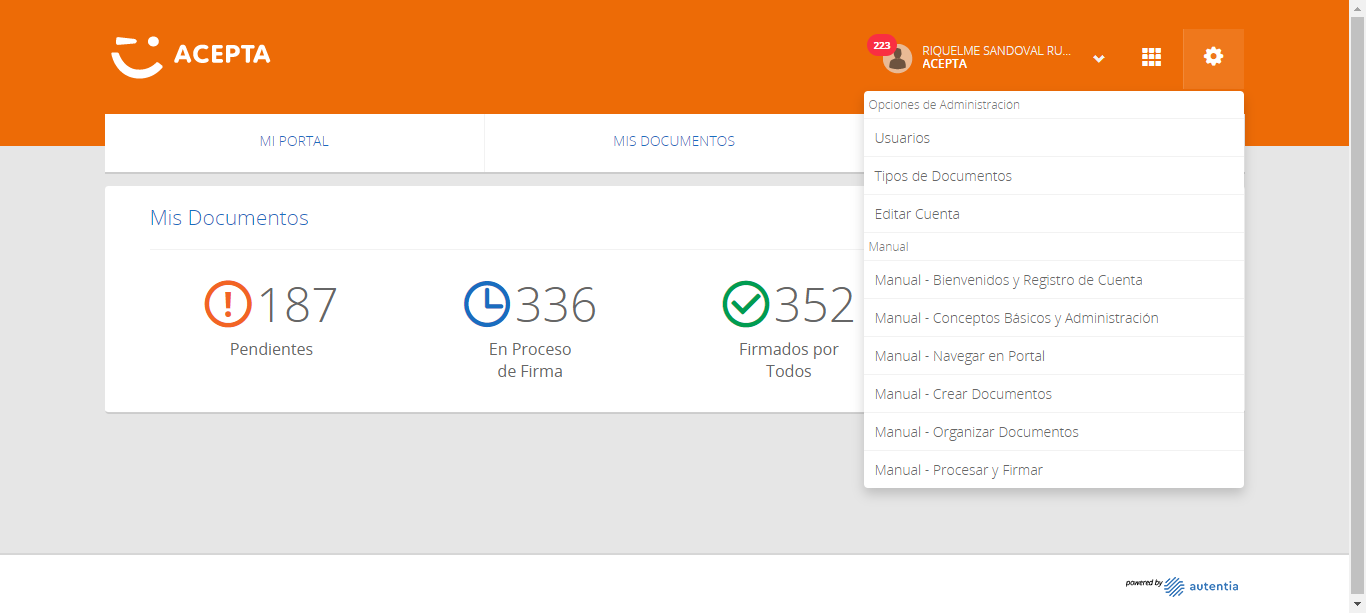 ACEPTA
223
RIQUELME SANDOVAL RU...
ACEPTA
MI PORTAL
MIS DOCUMENTOS
Mis Documentos
187
Pendientes
336
En Proceso
de Firma
352
Firmados por
Todos
Opciones de Administración
Usuarios
Tipos de Documentos
Editar Cuenta
Manual
Manual - Bienvenidos y Registro de Cuenta
Manual - Conceptos Básicos y Administración
Manual - Navegar en Portal
Manual - Crear Documentos
Manual - Organizar Documentos
Manual - Procesar y Firmar
powered by autentia